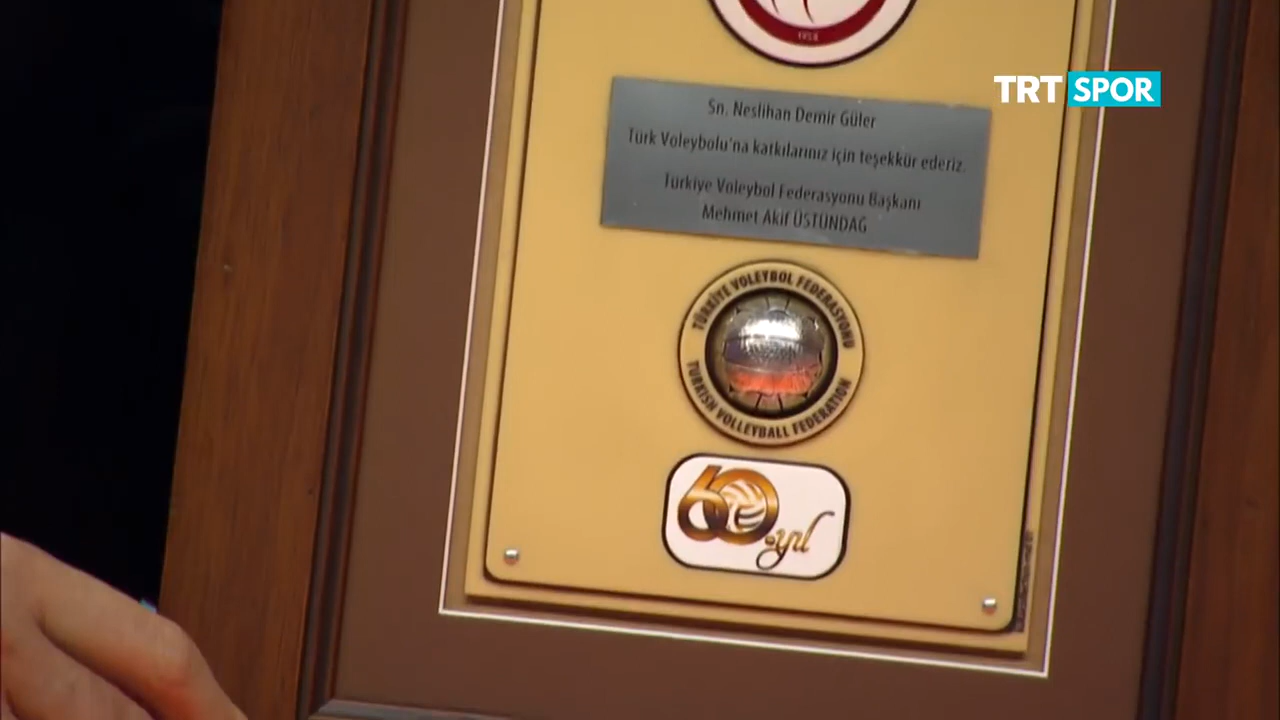 1958
TRT SPOR
Sn. Neslihan Demir Güler
Türk Voleybolu'na katkılarınız için teşekkür ederiz.
Türkiye Voleybol Federasyonu Başkanı
Mehmet Akif ÜSTÜNDAĞ
TÜRKİYE VOLEYBOL FEDERASYONU
TURKISH VOLLEYBALL FEDERATION
60.yıl